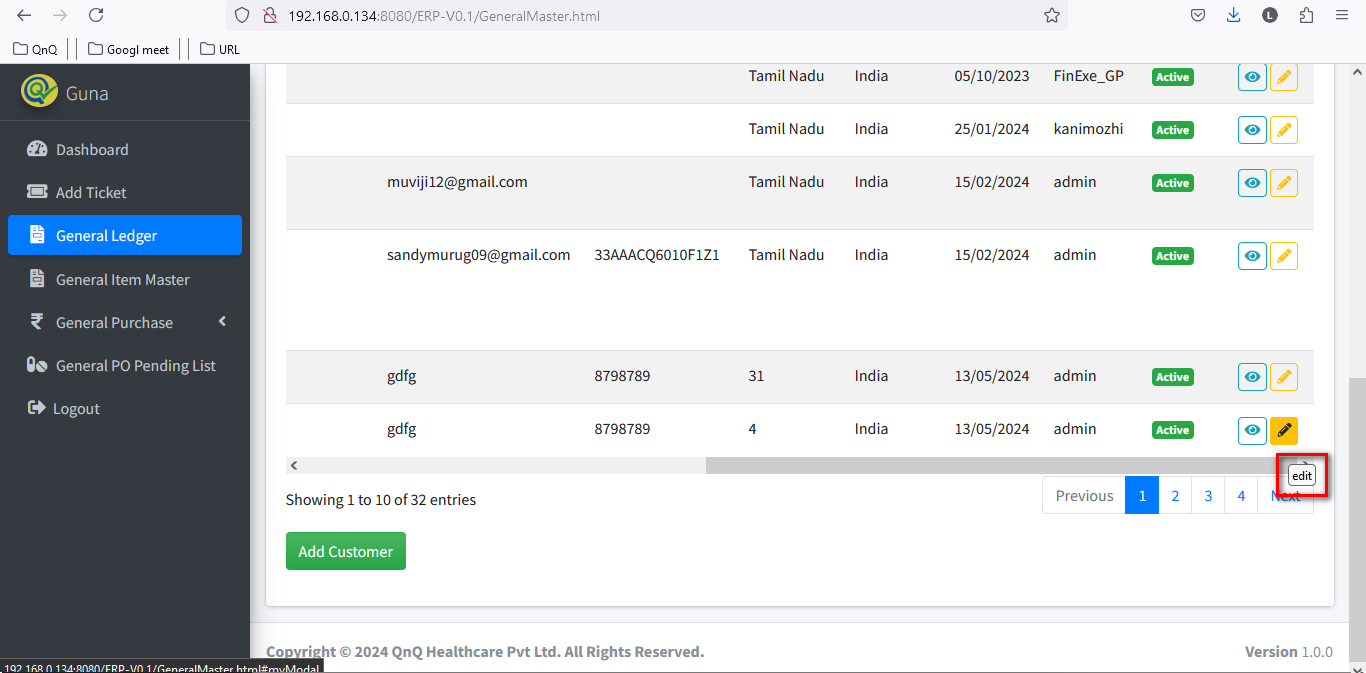 192.168.0.134:8080/ERP-V0.1/GeneralMaster.html
L
QnQ Googl meet URL
Guna
Dashboard
Add Ticket
General Ledger
General Item Master
General Purchase
General PO Pending List
Logout
Tamil Nadu India 05/10/2023 FinExe_GP Active
Tamil Nadu India 25/01/2024 kanimozhi Active
muviji12@gmail.com Tamil Nadu India 15/02/2024 admin Active
sandymurug09@gmail.com 33AAACQ6010F1Z1 Tamil Nadu India 15/02/2024 admin Active
gdfg 8798789 31 India 13/05/2024 admin Active
gdfg 8798789 4 India 13/05/2024 admin Active
edit
Showing 1 to 10 of 32 entries
Previous 1 2 3 4 Next
Add Customer
Copyright © 2024 QnQ Healthcare Pvt Ltd. All Rights Reserved.
Version 1.0.0
192.168.0.134:8080/ERP-V0.1/GeneralMaster.html#myModal